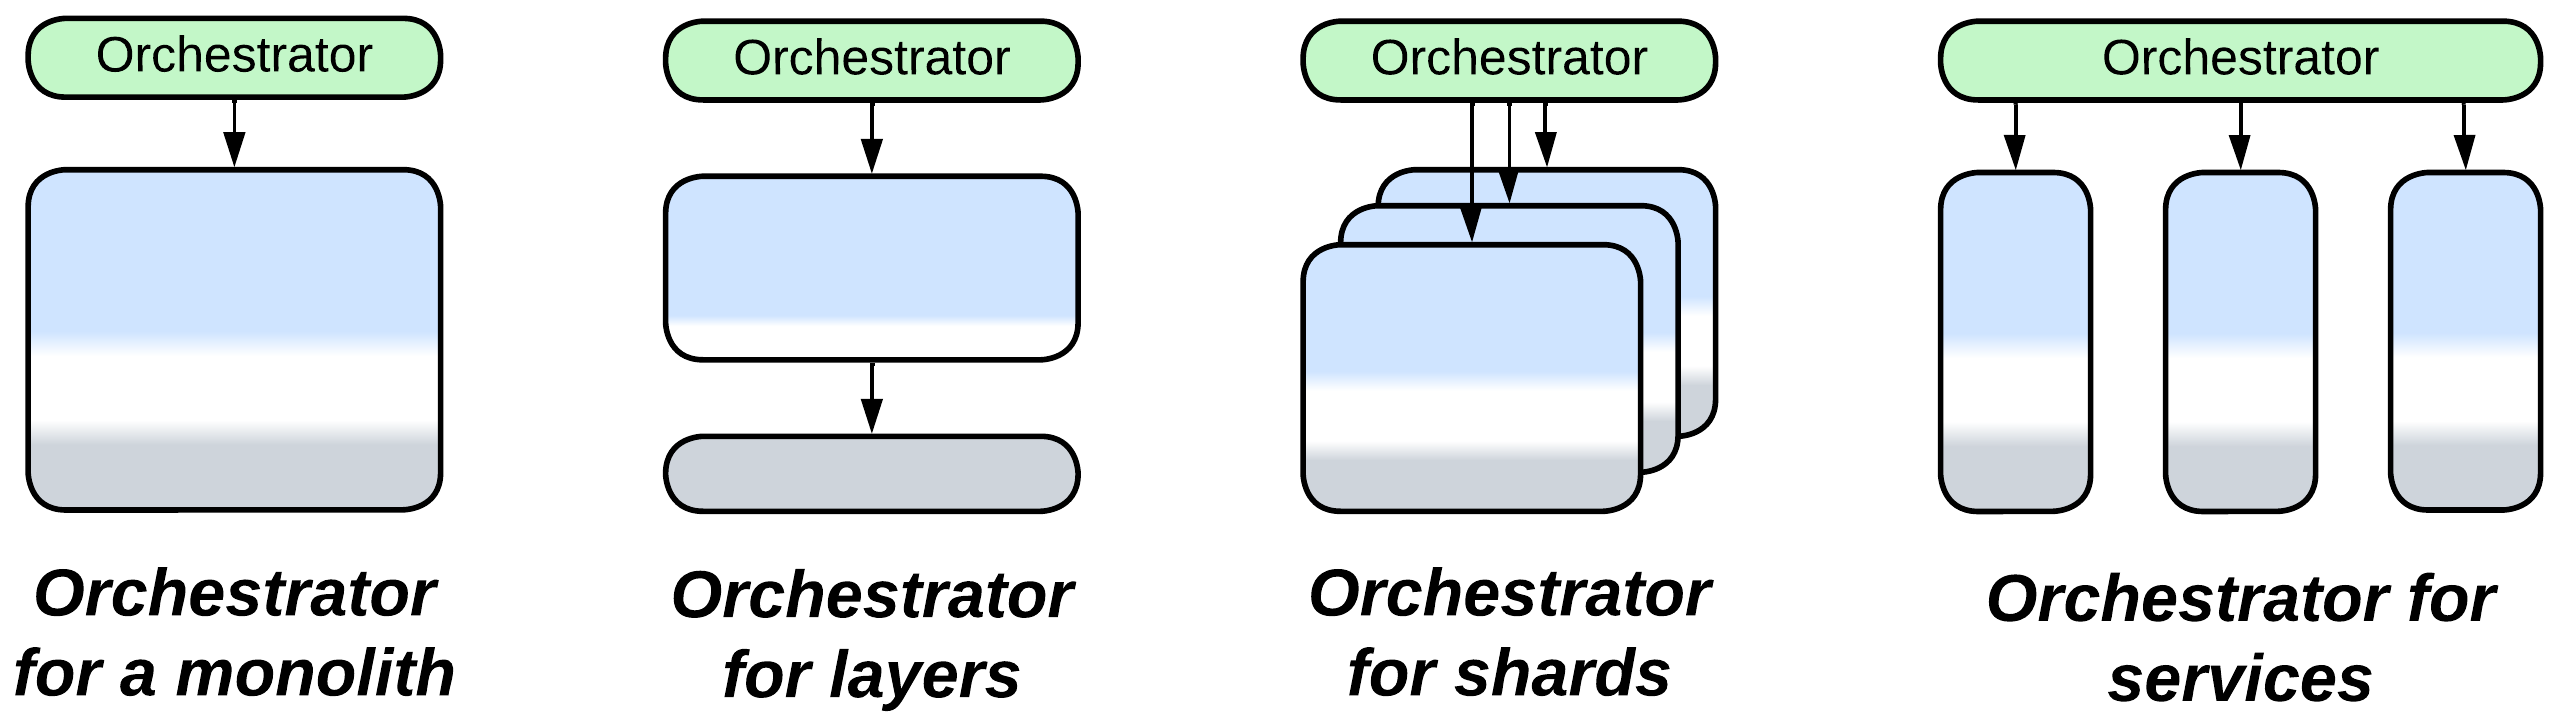 Orchestrator
Orchestrator
Orchestrator
Orchestrator
Orchestrator
for a monolith
Orchestrator
for layers
Orchestrator
for shards
Orchestrator for
services